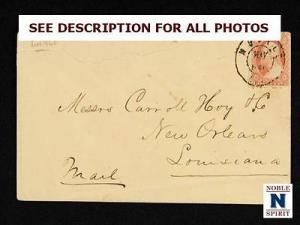 SEE DESCRIPTION FOR ALL PHOTOS
Messrs Carroll Hoy & Co
New Orleans
Louisiana
Mail
NOBLE
N
SPIRIT